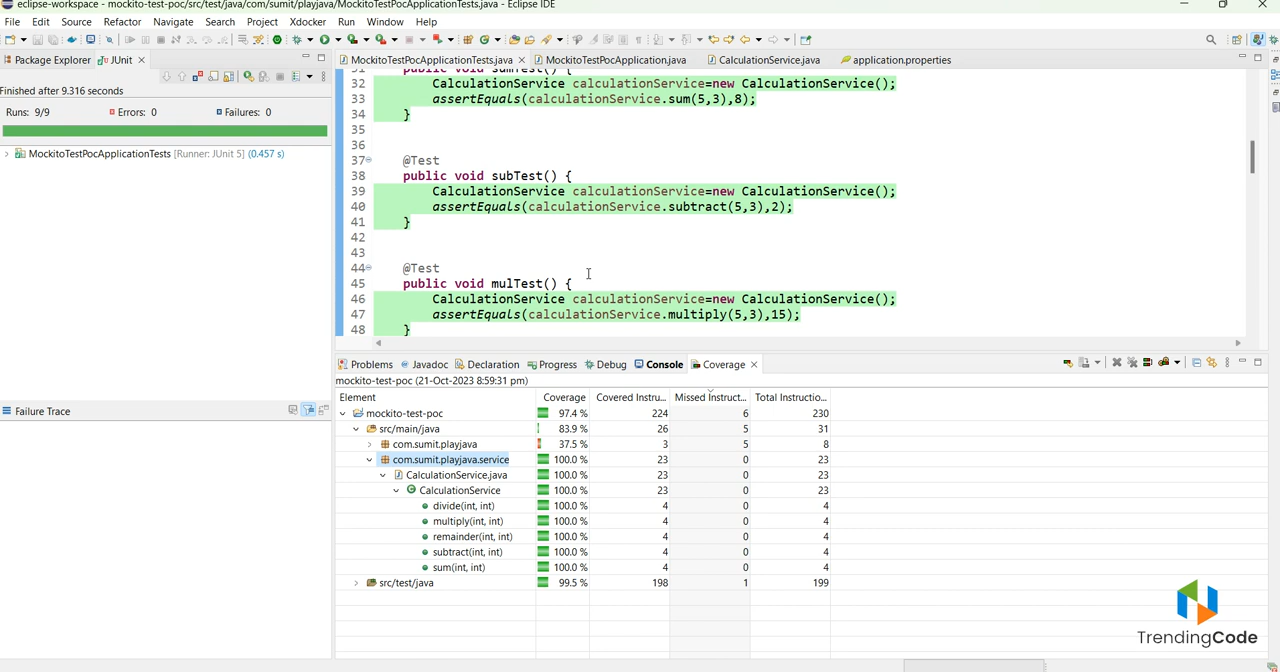 eclipse-workspace - mockito-test-poc/src/test/java/com/sumit/playjava/MockitoTestPocApplicationTests.java - Eclipse IDE
File Edit Source Refactor Navigate Search Project Xdocker Run Window Help
Package Explorer JUnit
MockitoTestPocApplicationTests.java MockitoTestPocApplication.java CalculationService.java application.properties
Finished after 9.316 seconds
Runs: 9/9 Errors: 0 Failures: 0
MockitoTestPocApplicationTests [Runner: JUnit 5] (0.457 s)
Failure Trace
31 public void sumTest() {
32 CalculationService calculationService=new CalculationService();
33 assertEquals(calculationService.sum(5,3),8);
34 }
35
36
37 @Test
38 public void subTest() {
39 CalculationService calculationService=new CalculationService();
40 assertEquals(calculationService.subtract(5,3),2);
41 }
42
43
44 @Test
45 public void mulTest() {
46 CalculationService calculationService=new CalculationService();
47 assertEquals(calculationService.multiply(5,3),15);
48 }
Problems Javadoc Declaration Progress Debug Console Coverage
mockito-test-poc (21-Oct-2023 8:59:31 pm)
Element Coverage Covered Instru... Missed Instruct... Total Instructio...
mockito-test-poc 97.4 % 224 6 230
src/main/java 83.9 % 26 5 31
com.sumit.playjava 37.5 % 3 5 8
com.sumit.playjava.service 100.0 % 23 0 23
CalculationService.java 100.0 % 23 0 23
CalculationService 100.0 % 23 0 23
divide(int, int) 100.0 % 4 0 4
multiply(int, int) 100.0 % 4 0 4
remainder(int, int) 100.0 % 4 0 4
subtract(int, int) 100.0 % 4 0 4
sum(int, int) 100.0 % 4 0 4
src/test/java 99.5 % 198 1 199
TrendingCode